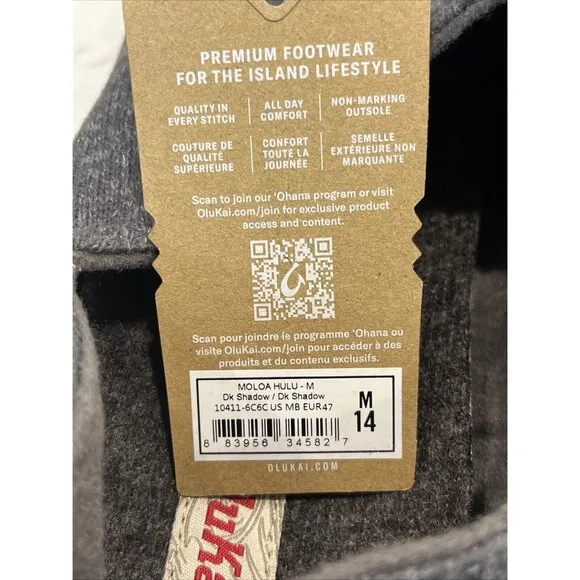 PREMIUM FOOTWEAR
FOR THE ISLAND LIFESTYLE
QUALITY IN
EVERY STITCH
ALL DAY
COMFORT
NON-MARKING
OUTSOLE
COUTURE DE
QUALITÉ
SUPÉRIEURE
CONFORT
TOUTE LA
JOURNÉE
SEMELLE
EXTÉRIEURE NON
MARQUANTE
Scan to join our 'Ohana program or visit
OluKai.com/join for exclusive product
access and content.
Scan pour joindre le programme 'Ohana ou
visite OluKai.com/join pour accéder à des
produits et du contenu exclusifs.
MOLOA HULU - M
Dk Shadow / Dk Shadow
10411-6C6C US MB EUR47
8 83956 34582 7
M
14
OLUKAI.COM